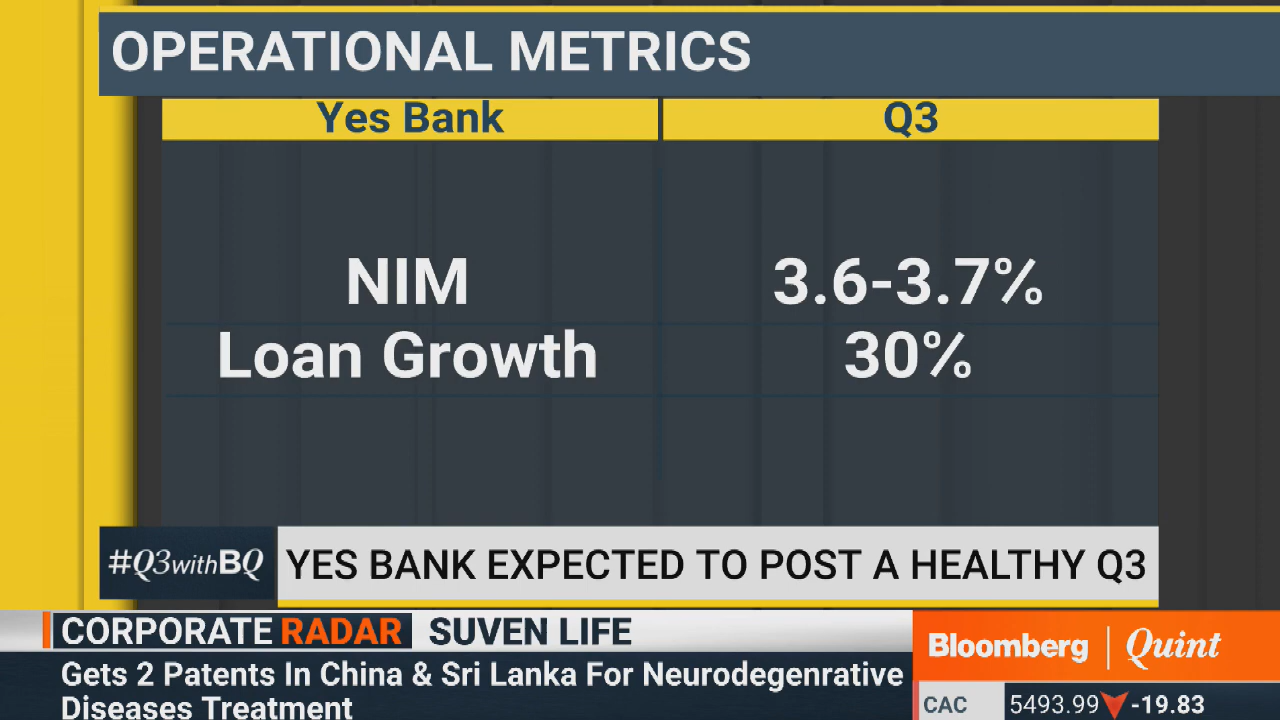 OPERATIONAL METRICS
Yes Bank Q3
NIM 3.6-3.7%
Loan Growth 30%
#Q3withBQ YES BANK EXPECTED TO POST A HEALTHY Q3
CORPORATE RADAR SUVEN LIFE
Gets 2 Patents In China & Sri Lanka For Neurodegenrative
Diseases Treatment
Bloomberg | Quint
CAC 5493.99 -19.83